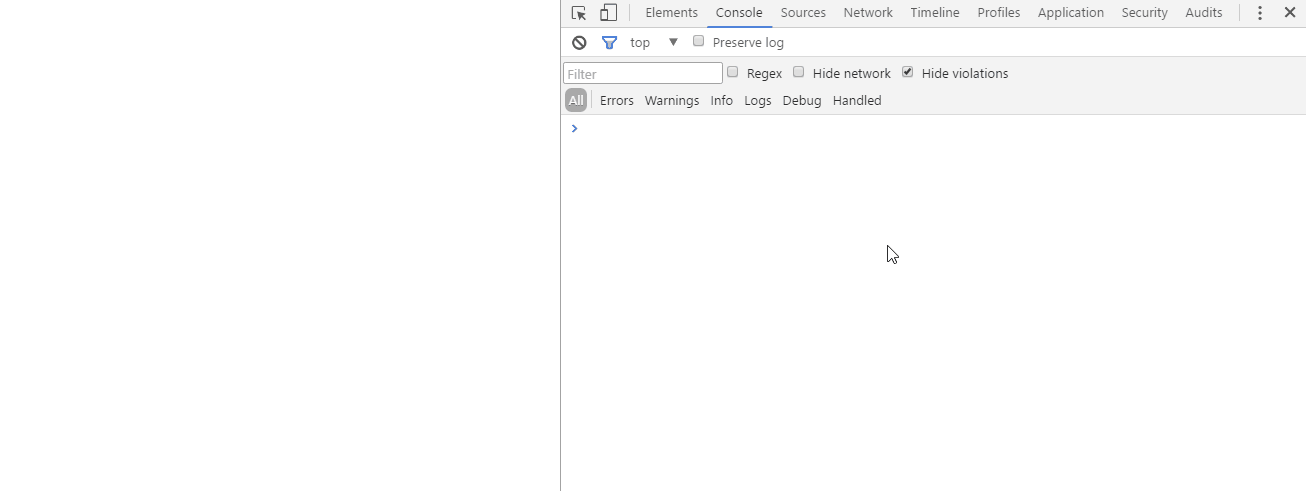 Elements Console Sources Network Timeline Profiles Application Security Audits
top Preserve log
Filter Regex Hide network Hide violations
All Errors Warnings Info Logs Debug Handled